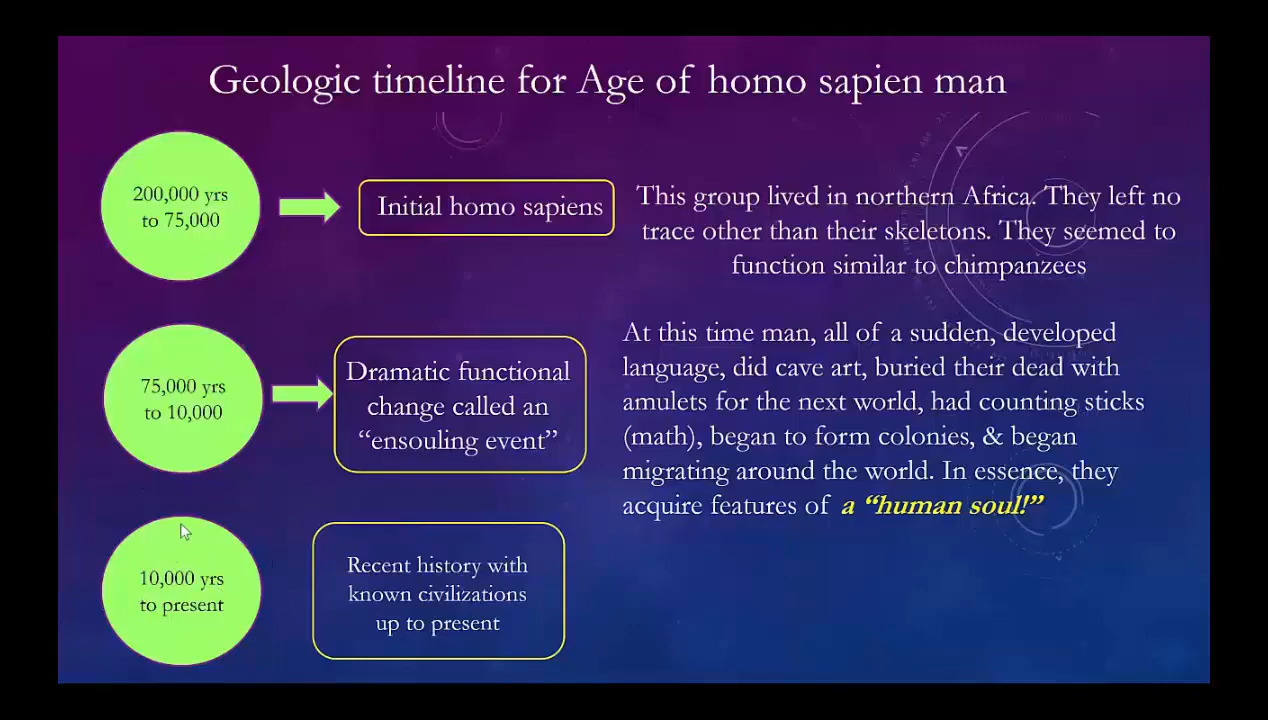 Geologic timeline for Age of homo sapien man
200,000 yrs
to 75,000
Initial homo sapiens
This group lived in northern Africa. They left no
trace other than their skeletons. They seemed to
function similar to chimpanzees
75,000 yrs
to 10,000
Dramatic functional
change called an
“ensouling event”
At this time man, all of a sudden, developed
language, did cave art, buried their dead with
amulets for the next world, had counting sticks
(math), began to form colonies, & began
migrating around the world. In essence, they
acquire features of a “human soul!”
10,000 yrs
to present
Recent history with
known civilizations
up to present